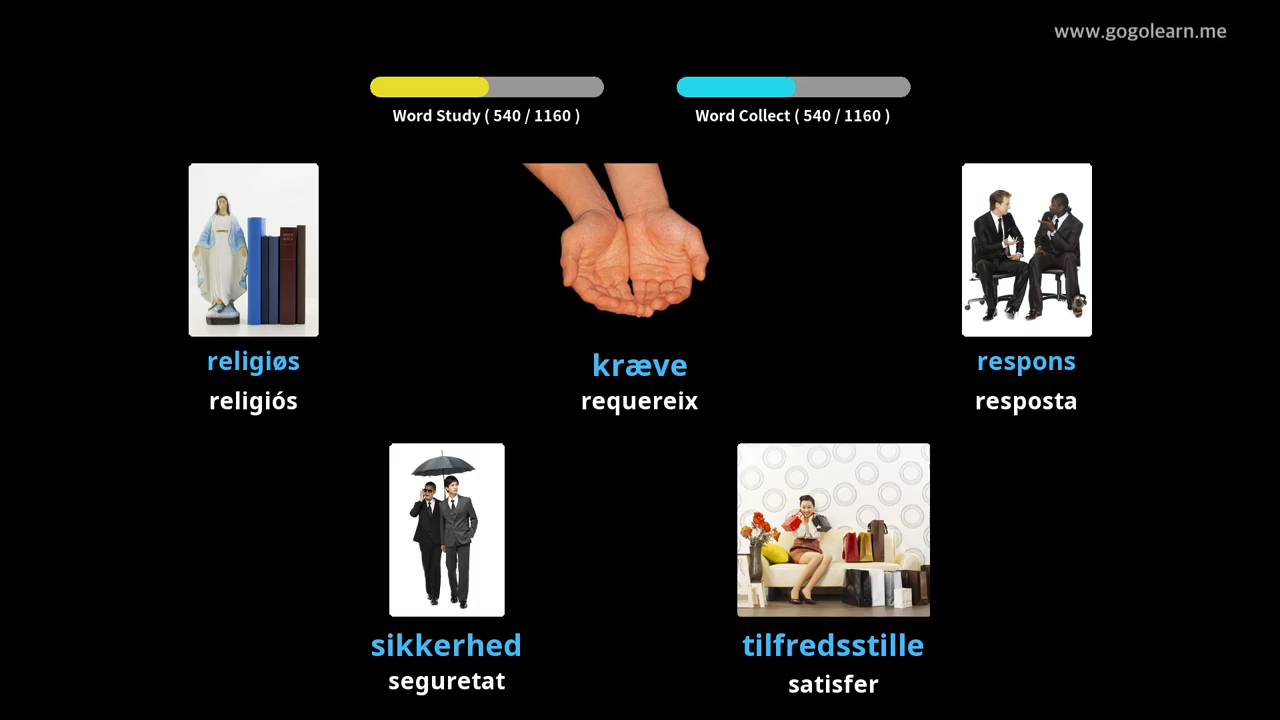 www.gogolearn.me
Word Study ( 540 / 1160 )
Word Collect ( 540 / 1160 )
religiøs
religiós
kræve
requereix
respons
resposta
sikkerhed
seguretat
tilfredsstille
satisfer